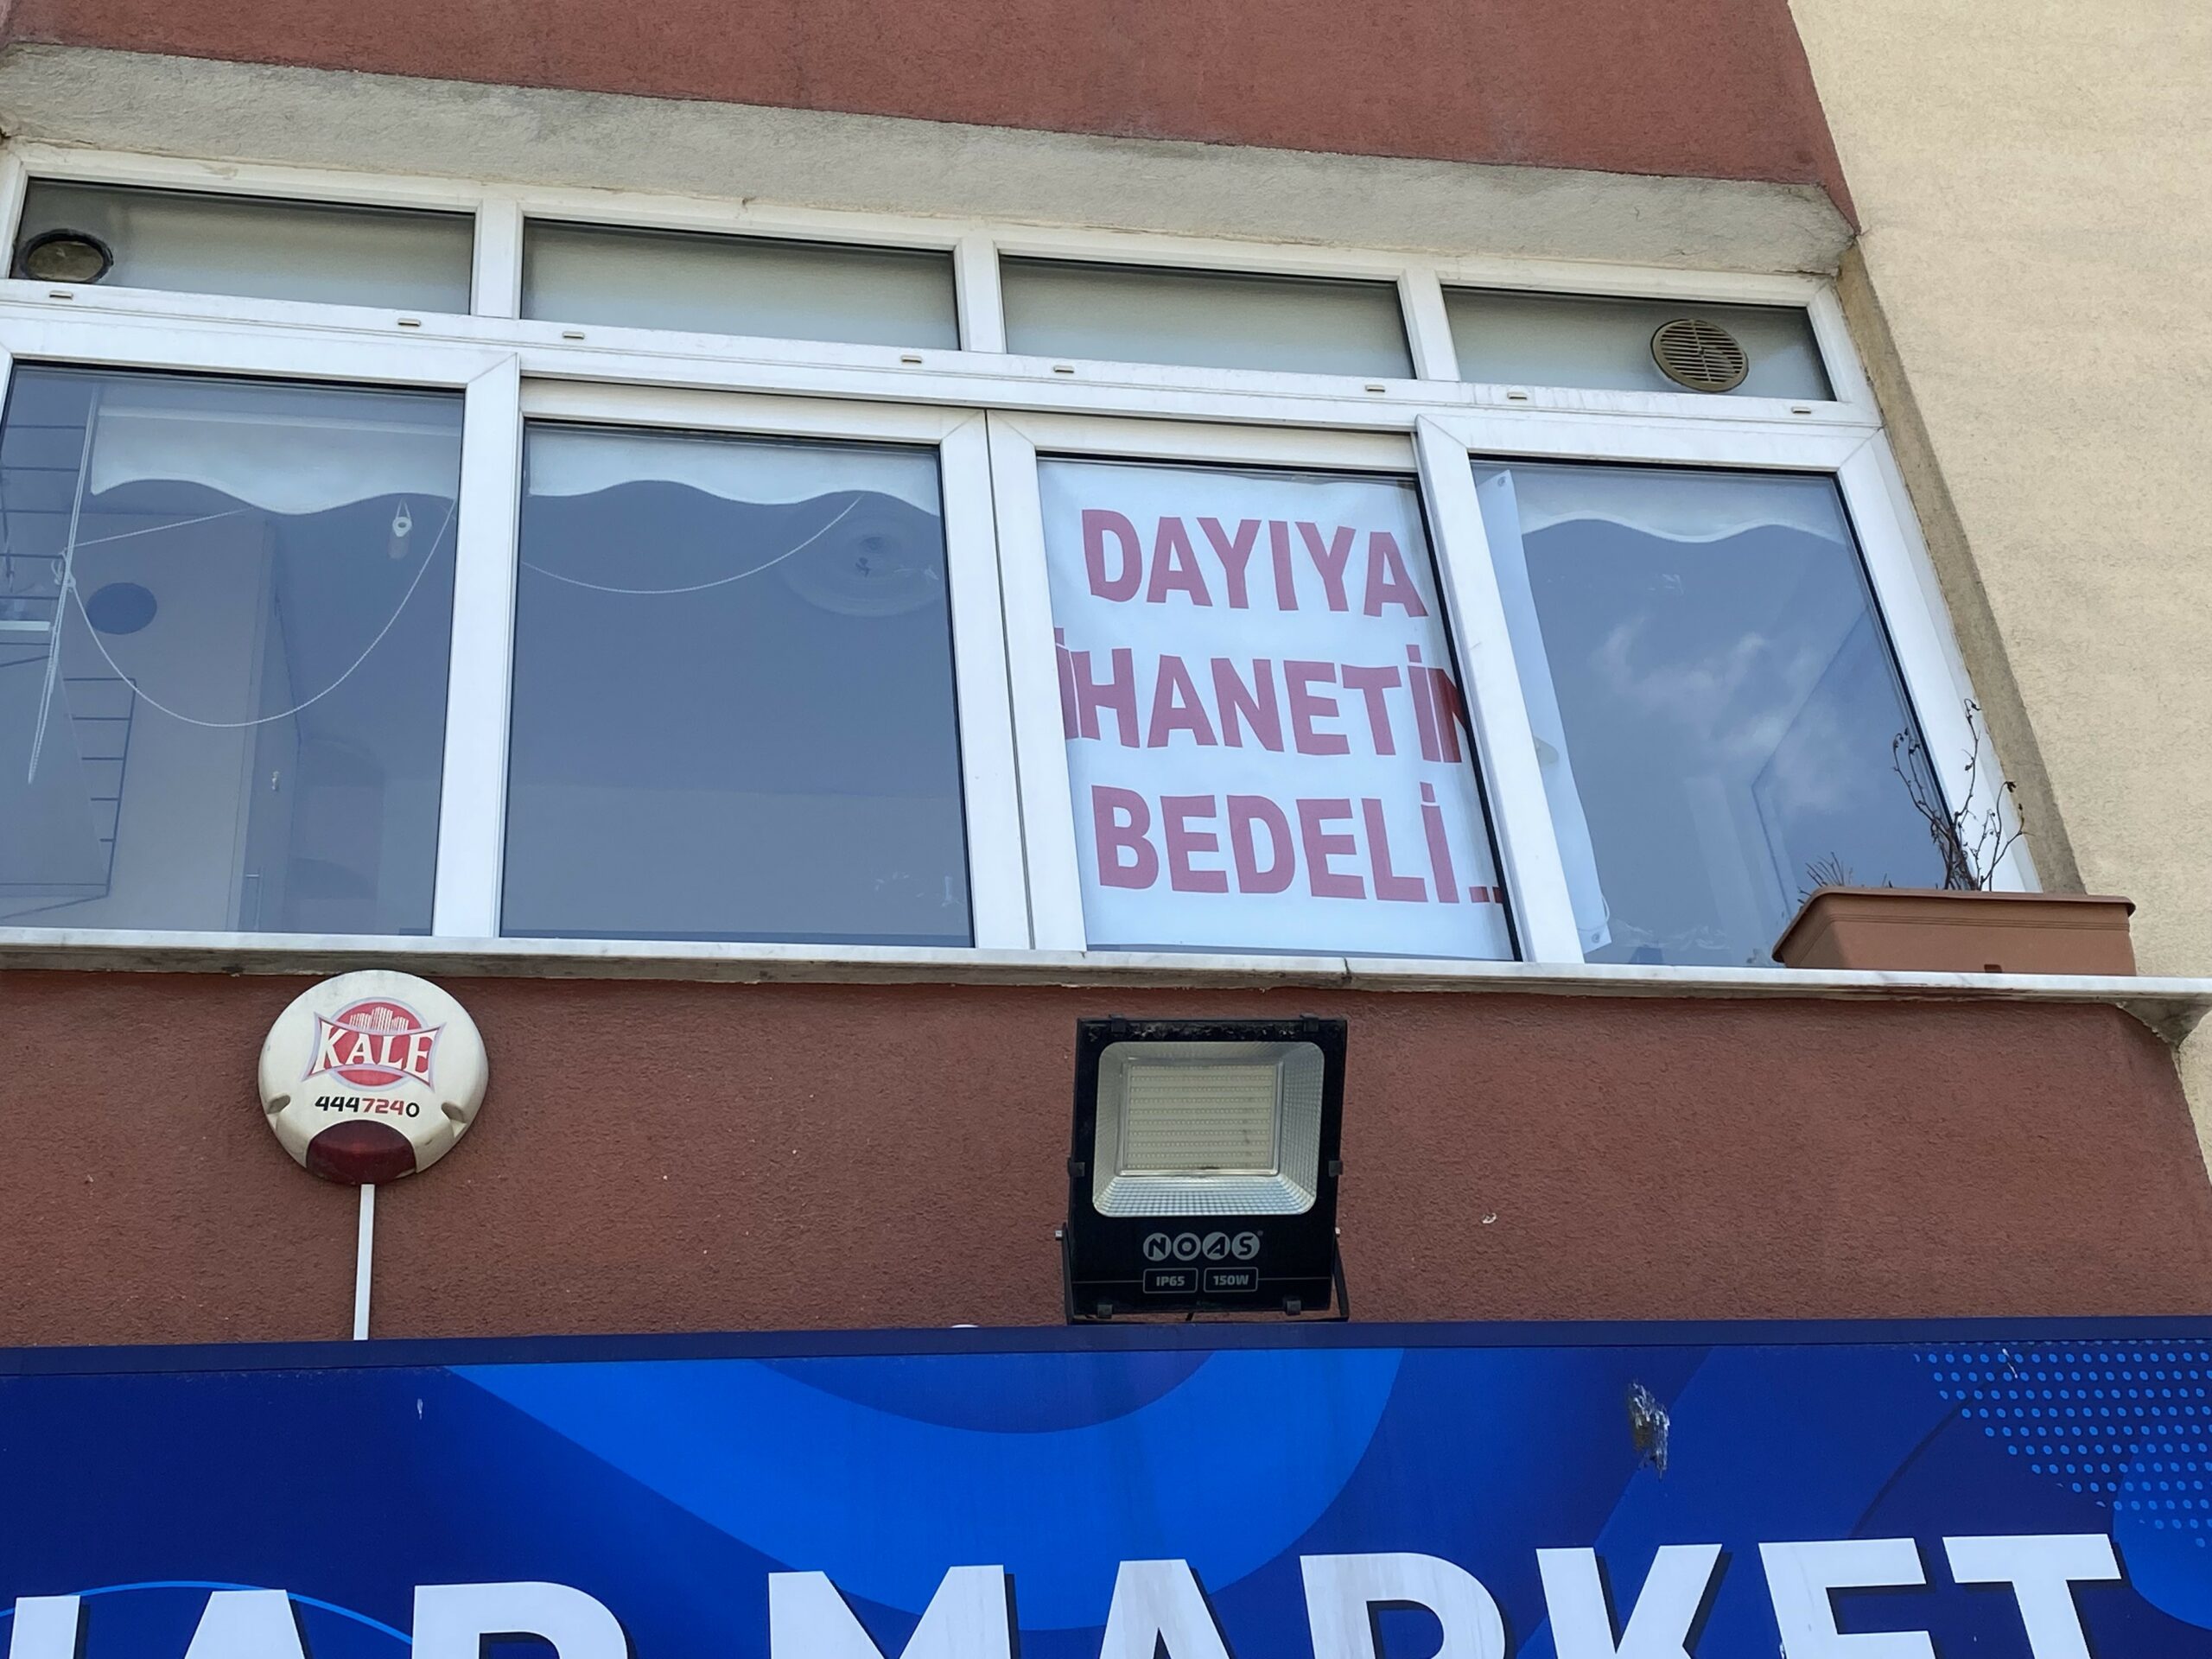 DAYIYA
İHANETİN
BEDELİ...
KALE
4447240
NOAS
IP65 150W
MARKET